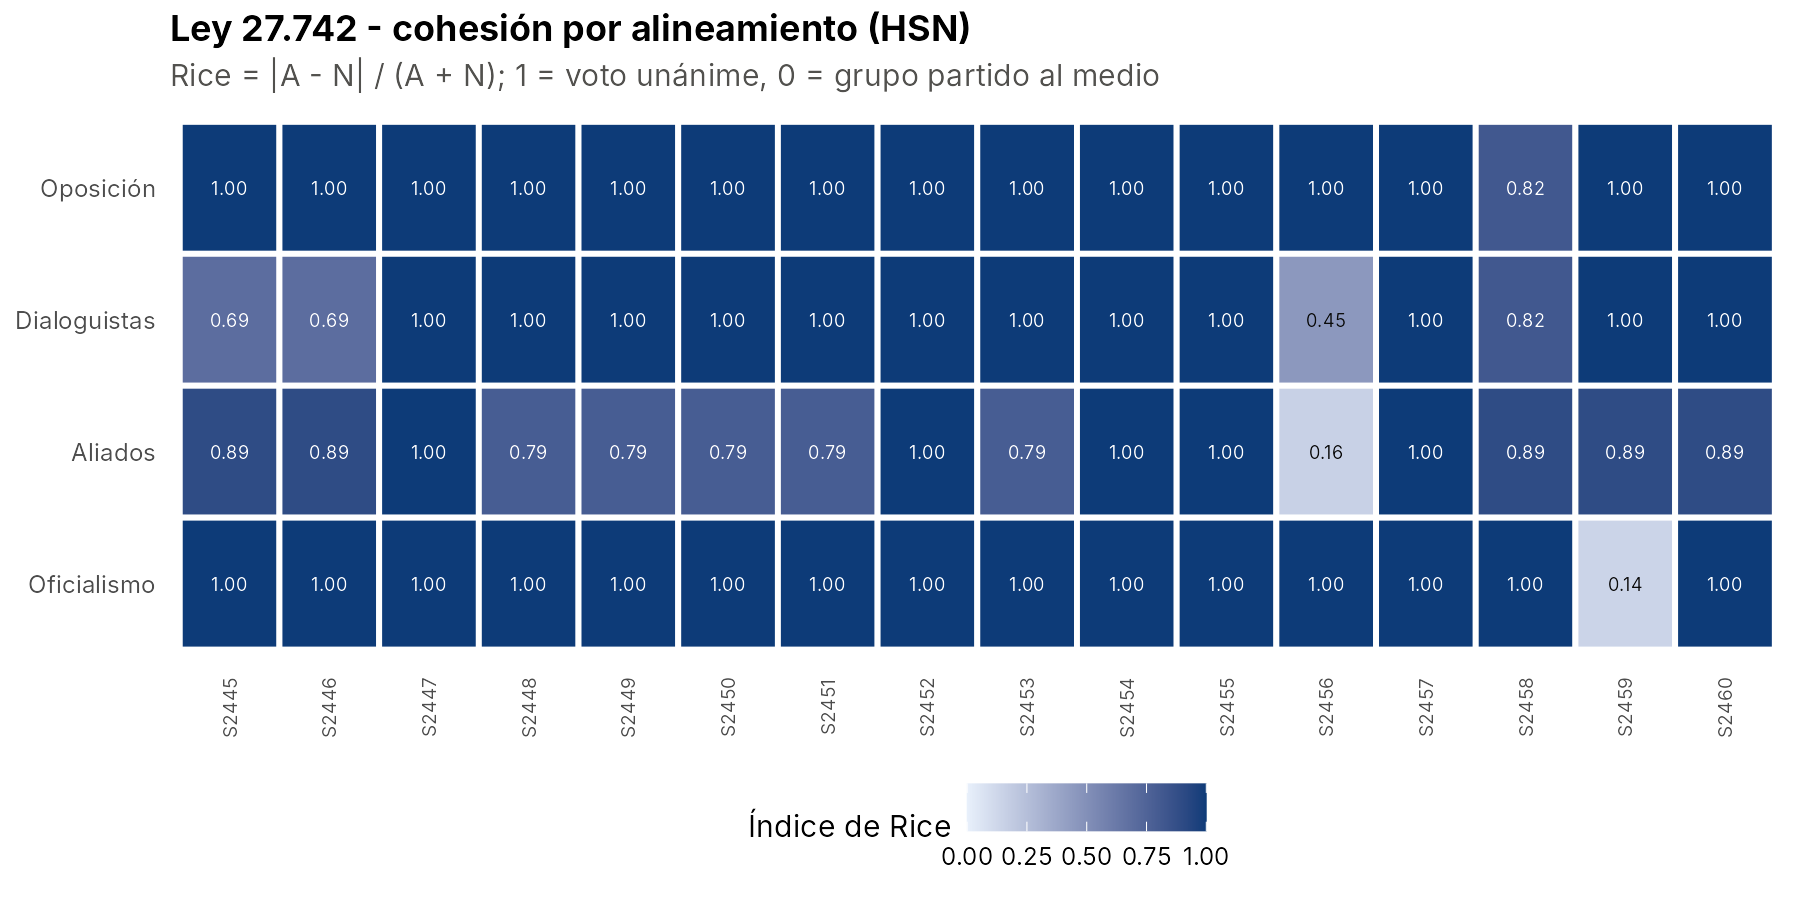 Ley 27.742 - cohesión por alineamiento (HSN)
Rice = |A - N| / (A + N); 1 = voto unánime, 0 = grupo partido al medio
Oposición 1.00 1.00 1.00 1.00 1.00 1.00 1.00 1.00 1.00 1.00 1.00 1.00 1.00 0.82 1.00 1.00
Dialoguistas 0.69 0.69 1.00 1.00 1.00 1.00 1.00 1.00 1.00 1.00 1.00 0.45 1.00 0.82 1.00 1.00
Aliados 0.89 0.89 1.00 0.79 0.79 0.79 0.79 1.00 0.79 1.00 1.00 0.16 1.00 0.89 0.89 0.89
Oficialismo 1.00 1.00 1.00 1.00 1.00 1.00 1.00 1.00 1.00 1.00 1.00 1.00 1.00 1.00 0.14 1.00
S2445 S2446 S2447 S2448 S2449 S2450 S2451 S2452 S2453 S2454 S2455 S2456 S2457 S2458 S2459 S2460
Índice de Rice
0.00 0.25 0.50 0.75 1.00